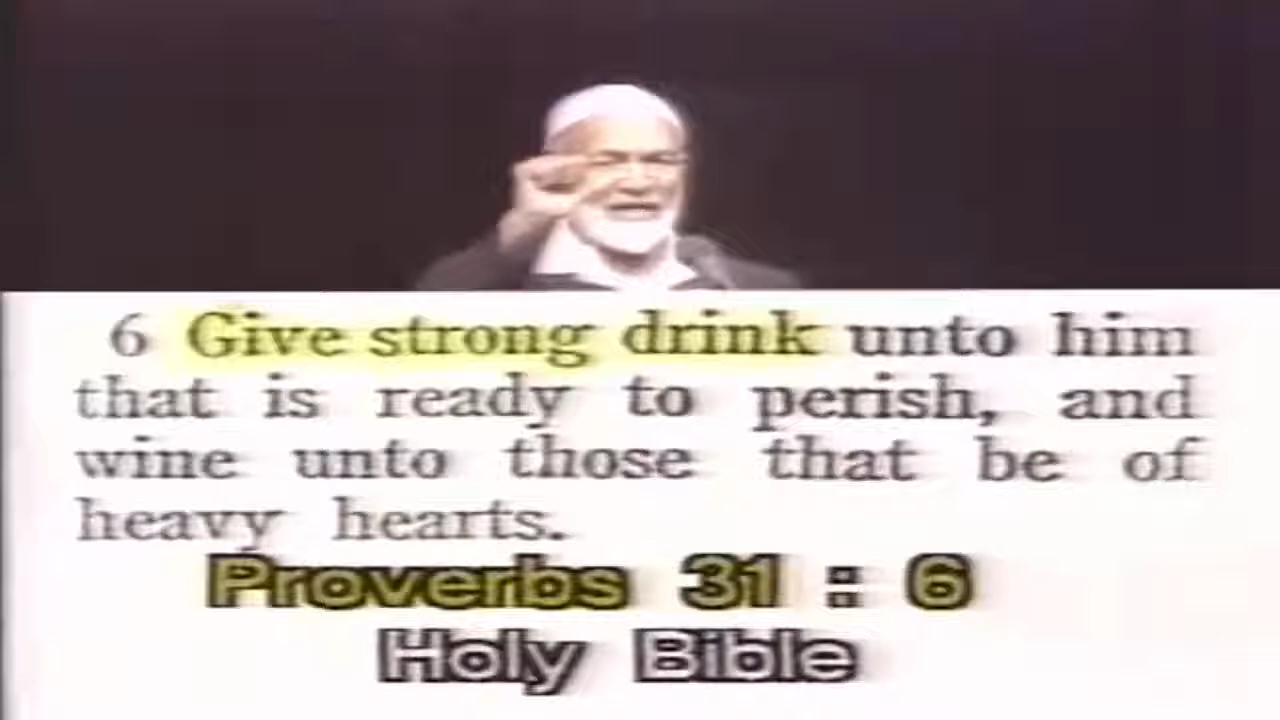 6 Give strong drink unto him
that is ready to perish, and
wine unto those that be of
heavy hearts.
Proverbs 31 : 6
Holy Bible